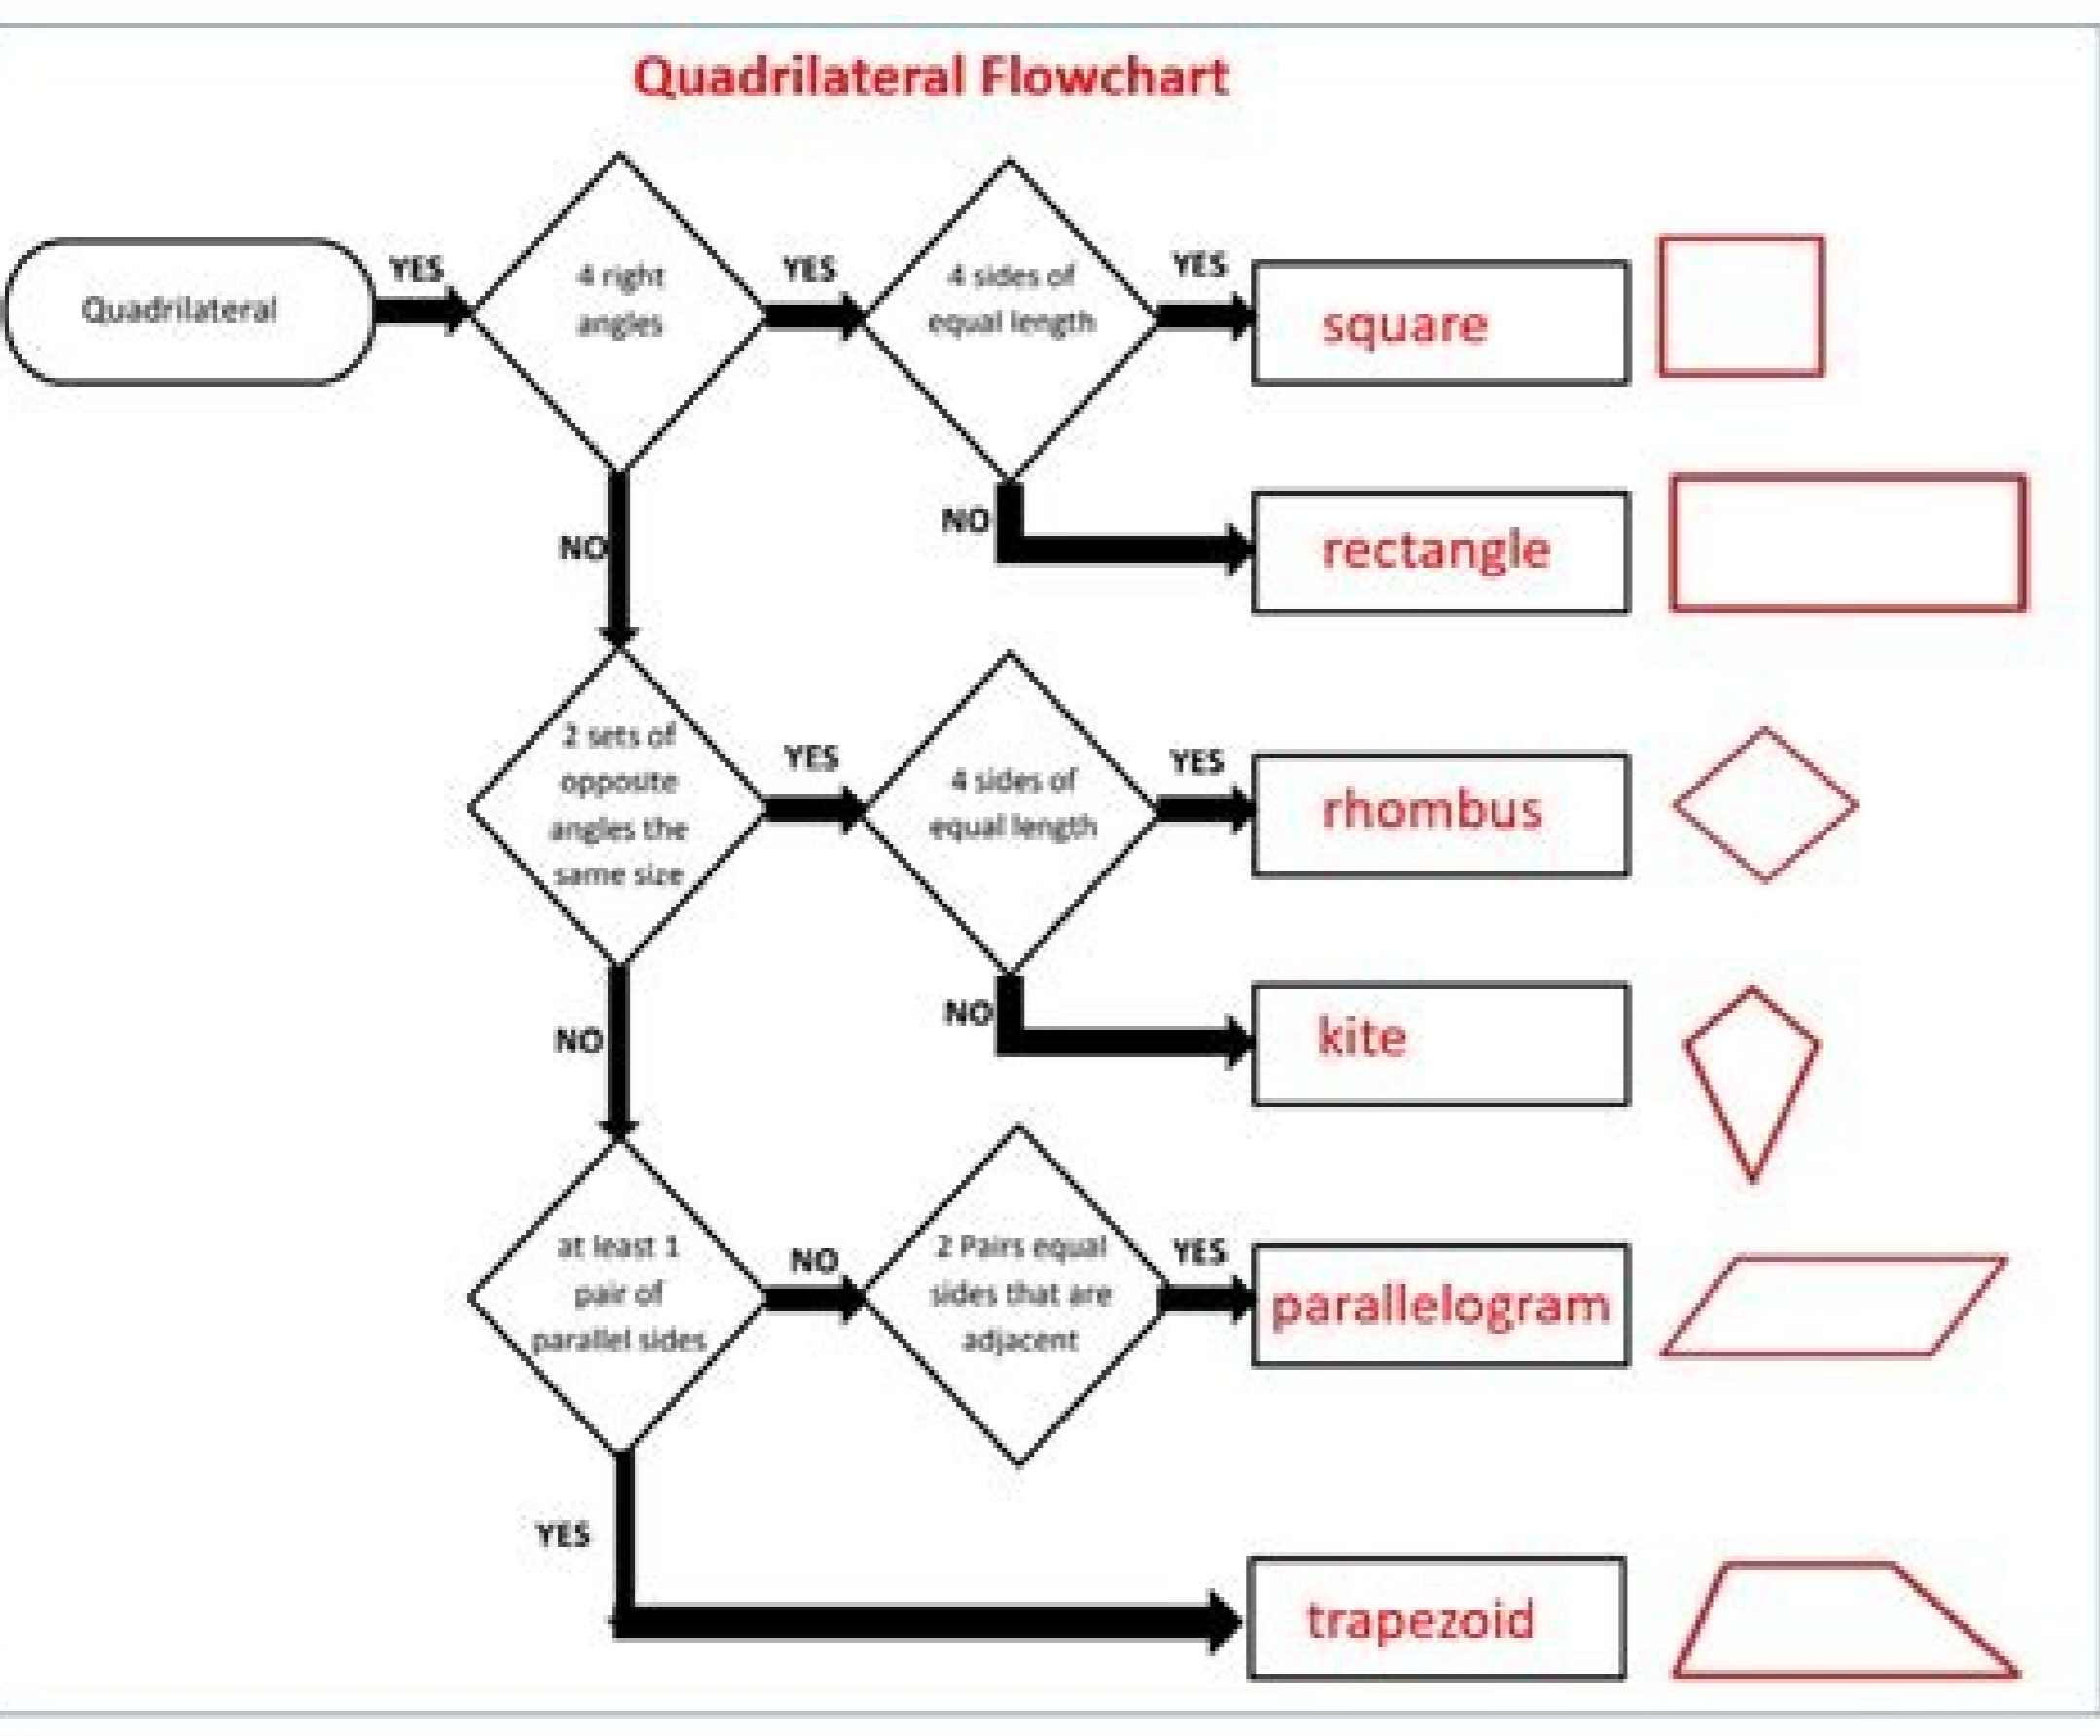 Quadrilateral Flowchart
Quadrilateral
YES
4 right
angles
YES
4 sides of
equal length
YES
square
NO
NO
rectangle
2 sets of
opposite
angles the
same size
YES
4 sides of
equal length
YES
rhombus
NO
NO
kite
at least 1
pair of
parallel sides
NO
2 Pairs equal
sides that are
adjacent
YES
parallelogram
YES
trapezoid